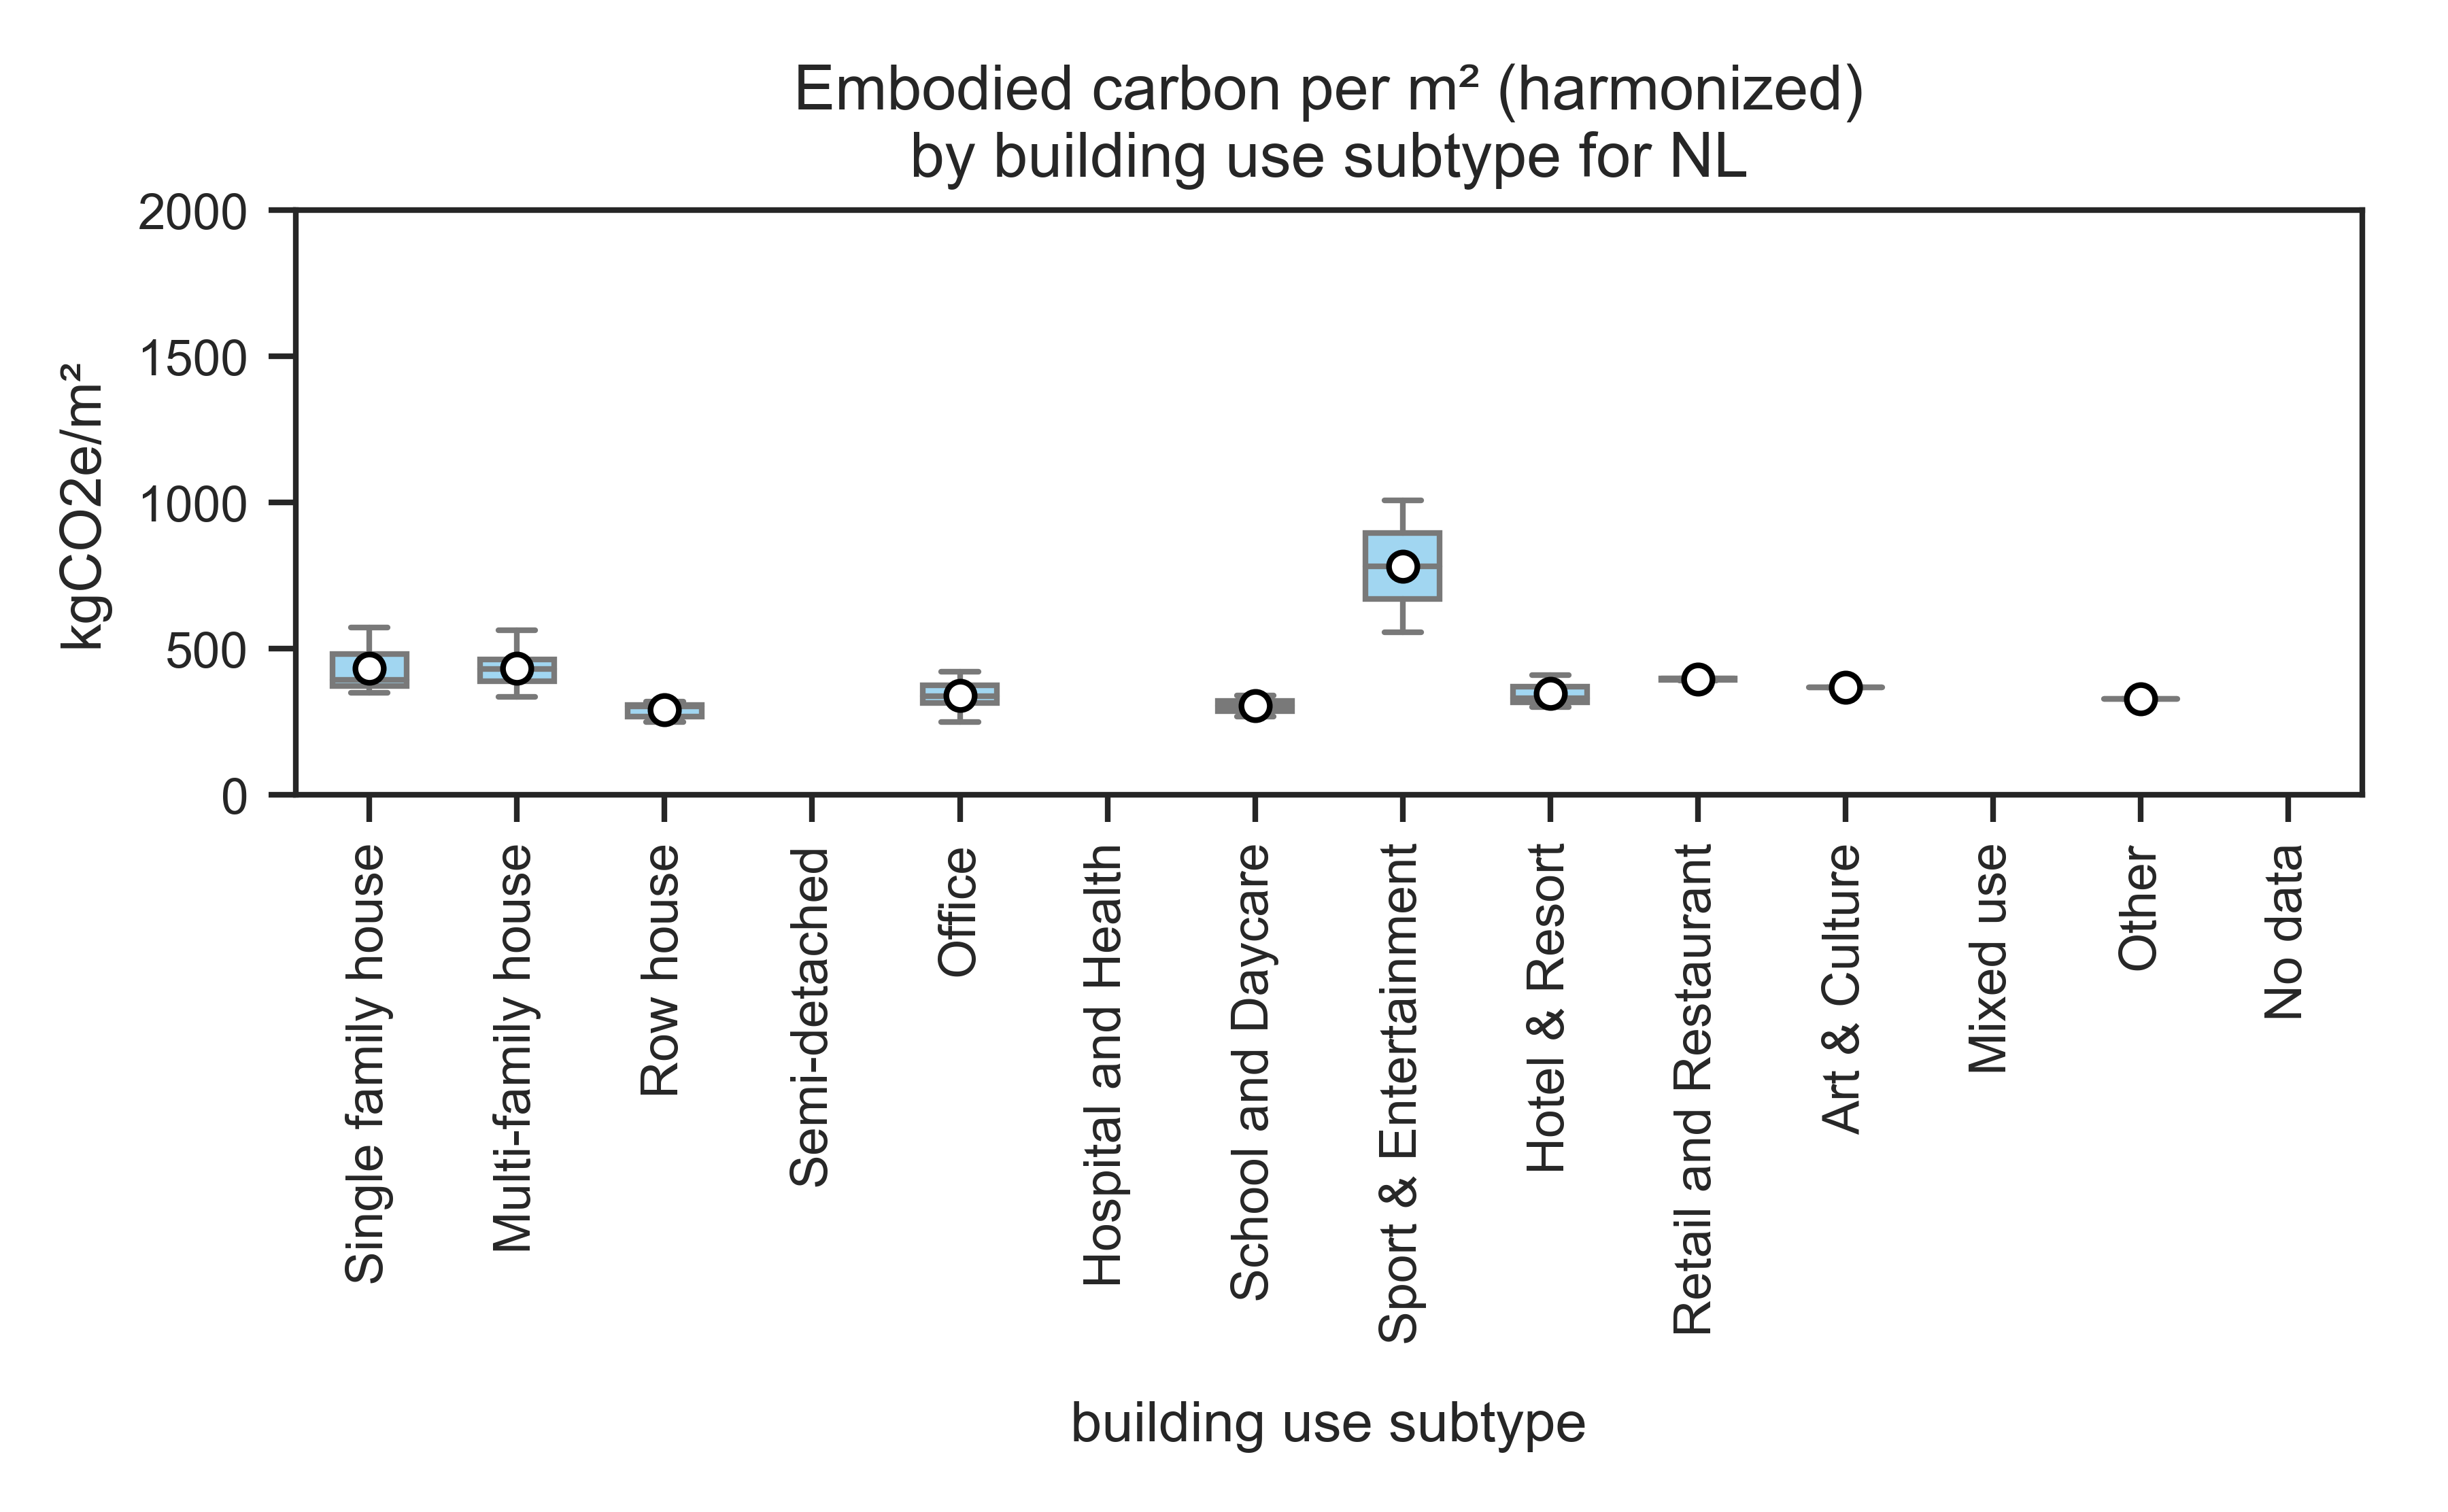 Embodied carbon per m² (harmonized)
by building use subtype for NL
kgCO2e/m²
2000
1500
1000
500
0
Single family house
Multi-family house
Row house
Semi-detached
Office
Hospital and Health
School and Daycare
Sport & Entertainment
Hotel & Resort
Retail and Restaurant
Art & Culture
Mixed use
Other
No data
building use subtype